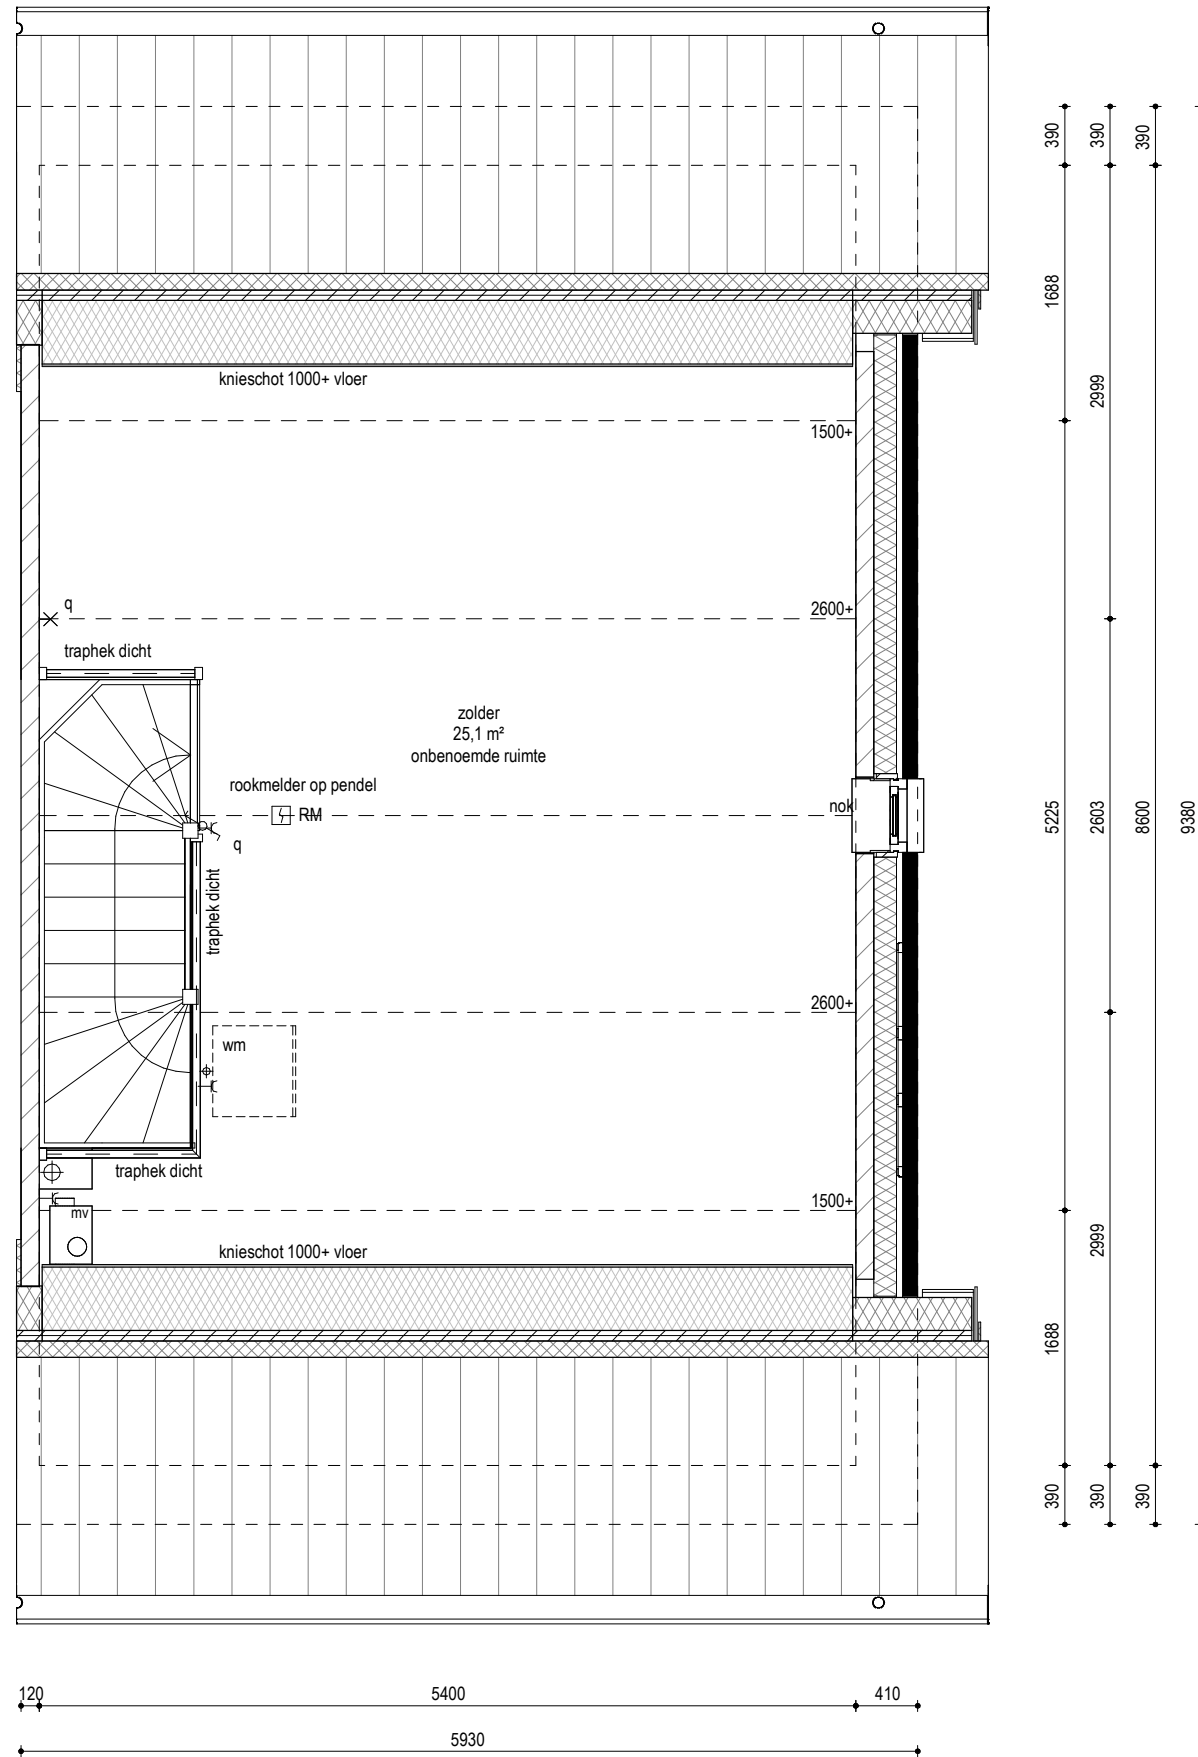 390
390
390
1688
knieschot 1000+ vloer
2999
1500+
q
2600+
traphek dicht
zolder
25,1 m²
onbenoemde ruimte
rookmelder op pendel
RM
nok
5225
2603
8600
9380
q
traphek dicht
2600+
wm
traphek dicht
1500+
mv
knieschot 1000+ vloer
2999
1688
390
390
390
120
5400
410
5930